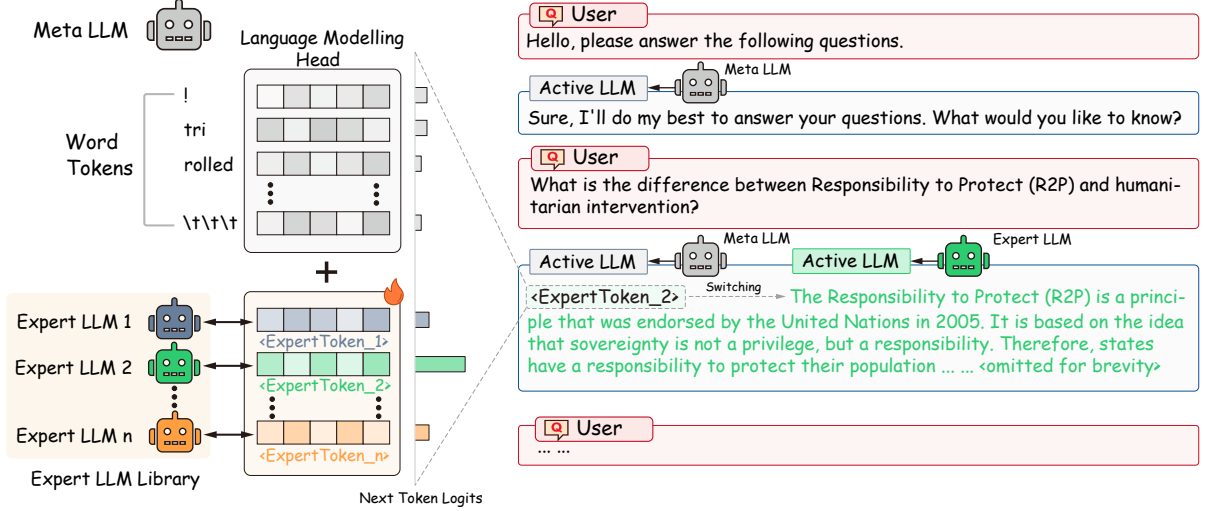 Meta LLM
Language Modelling
Head
Word
Tokens
!
tri
rolled
\t\t\t
+
Expert LLM 1
<ExpertToken_1>
Expert LLM 2
<ExpertToken_2>
Expert LLM n
<ExpertToken_n>
Expert LLM Library
Next Token Logits
Q User
Hello, please answer the following questions.
Active LLM
Meta LLM
Sure, I'll do my best to answer your questions. What would you like to know?
Q User
What is the difference between Responsibility to Protect (R2P) and humani-
tarian intervention?
Active LLM
Meta LLM
Active LLM
Expert LLM
<ExpertToken_2>
Switching
The Responsibility to Protect (R2P) is a princi-
ple that was endorsed by the United Nations in 2005. It is based on the idea
that sovereignty is not a privilege, but a responsibility. Therefore, states
have a responsibility to protect their population ... ... <omitted for brevity>
Q User
... ...